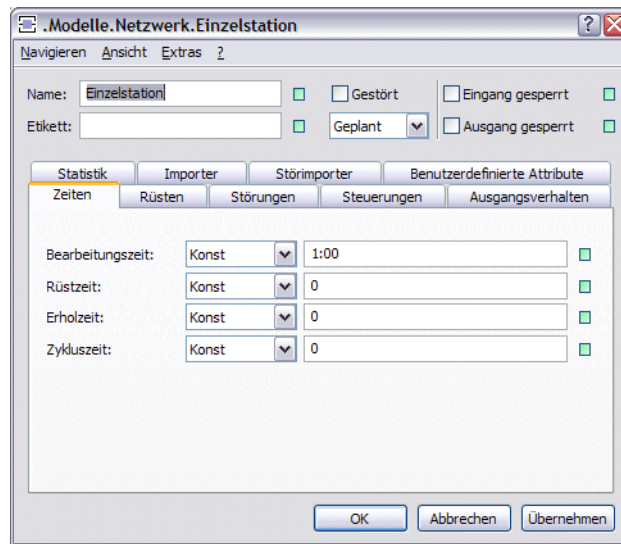 .Modelle.Netzwerk.Einzelstation
Navigieren Ansicht Extras ?
Name: Einzelstation Gestört Eingang gesperrt
Etikett: Geplant Ausgang gesperrt
Statistik Importer Störimporter Benutzerdefinierte Attribute
Zeiten Rüsten Störungen Steuerungen Ausgangsverhalten
Bearbeitungszeit: Konst 1:00
Rüstzeit: Konst 0
Erholzeit: Konst 0
Zykluszeit: Konst 0
OK Abbrechen Übernehmen